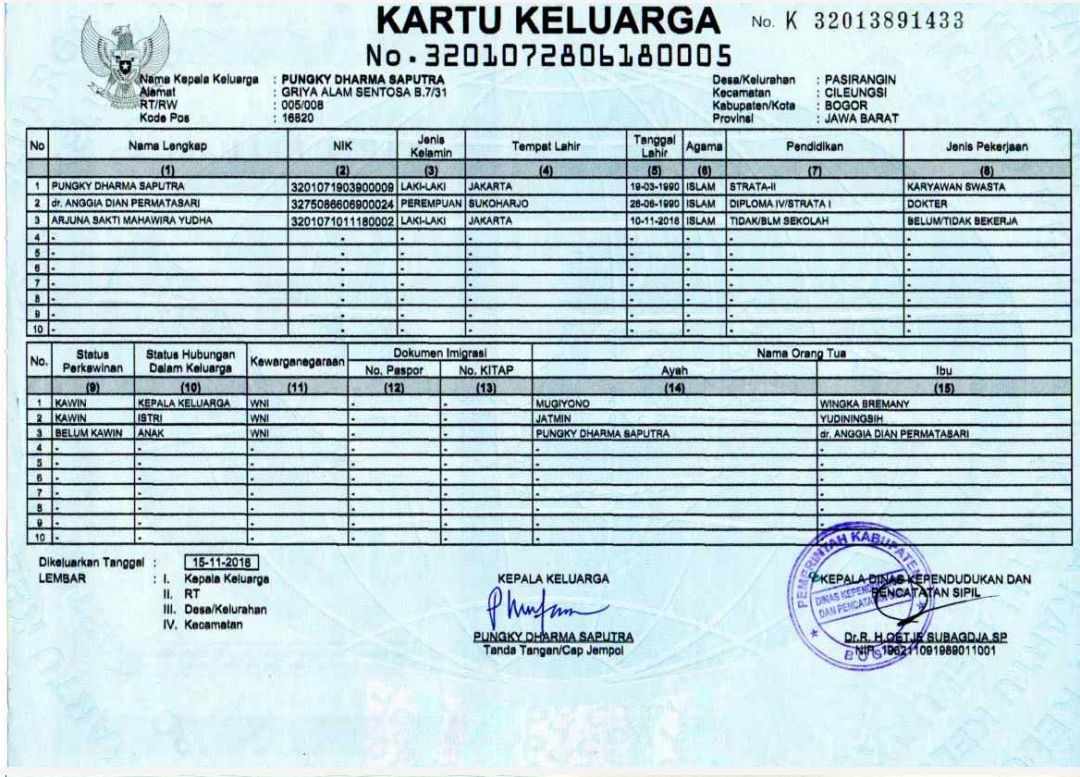 KARTU KELUARGA
No. K 32013891433
No.3201072806180005
Nama Kepala Keluarga : PUNGKY DHARMA SAPUTRA
Alamat : GRIYA ALAM SENTOSA B.7/31
RT/RW : 005/008
Kode Pos : 16820
Desa/Kelurahan : PASIRANGIN
Kecamatan : CILEUNGSI
Kabupaten/Kota : BOGOR
Provinsi : JAWA BARAT
No Nama Lengkap NIK Jenis Kelamin Tempat Lahir Tanggal Lahir Agama Pendidikan Jenis Pekerjaan
(1) (2) (3) (4) (5) (6) (7) (8)
1 PUNGKY DHARMA SAPUTRA 3201071903900009 LAKI-LAKI JAKARTA 19-03-1990 ISLAM STRATA-II KARYAWAN SWASTA
2 dr. ANGGIA DIAN PERMATASARI 3275086606900024 PEREMPUAN SUKOHARJO 26-06-1990 ISLAM DIPLOMA IV/STRATA I DOKTER
3 ARJUNA SAKTI MAHAWIRA YUDHA 3201071011180002 LAKI-LAKI JAKARTA 10-11-2018 ISLAM TIDAK/BLM SEKOLAH BELUM/TIDAK BEKERJA
4 - - - - - - - -
5 - - - - - - - -
6 - - - - - - - -
7 - - - - - - - -
8 - - - - - - - -
9 - - - - - - - -
10 - - - - - - - -
No. Status Perkawinan Status Hubungan Dalam Keluarga Kewarganegaraan Dokumen Imigrasi Nama Orang Tua
No. Paspor No. KITAP Ayah Ibu
(9) (10) (11) (12) (13) (14) (15)
1 KAWIN KEPALA KELUARGA WNI - - MUGIYONO WINGKA BREMANY
2 KAWIN ISTRI WNI - - JATMIN YUDININGSIH
3 BELUM KAWIN ANAK WNI - - PUNGKY DHARMA SAPUTRA dr. ANGGIA DIAN PERMATASARI
4 - - - - - - -
5 - - - - - - -
6 - - - - - - -
7 - - - - - - -
8 - - - - - - -
9 - - - - - - -
10 - - - - - - -
Dikeluarkan Tanggal : 15-11-2018
LEMBAR : I. Kepala Keluarga
II. RT
III. Desa/Kelurahan
IV. Kecamatan
KEPALA KELUARGA
PUNGKY DHARMA SAPUTRA
Tanda Tangan/Cap Jempol
PEMERINTAH KABUPATEN
KEPALA DINAS KEPENDUDUKAN DAN
PENCATATAN SIPIL
Dr.R. H.OETJE SUBAGDJA,SP
NIP. 196211091989011001